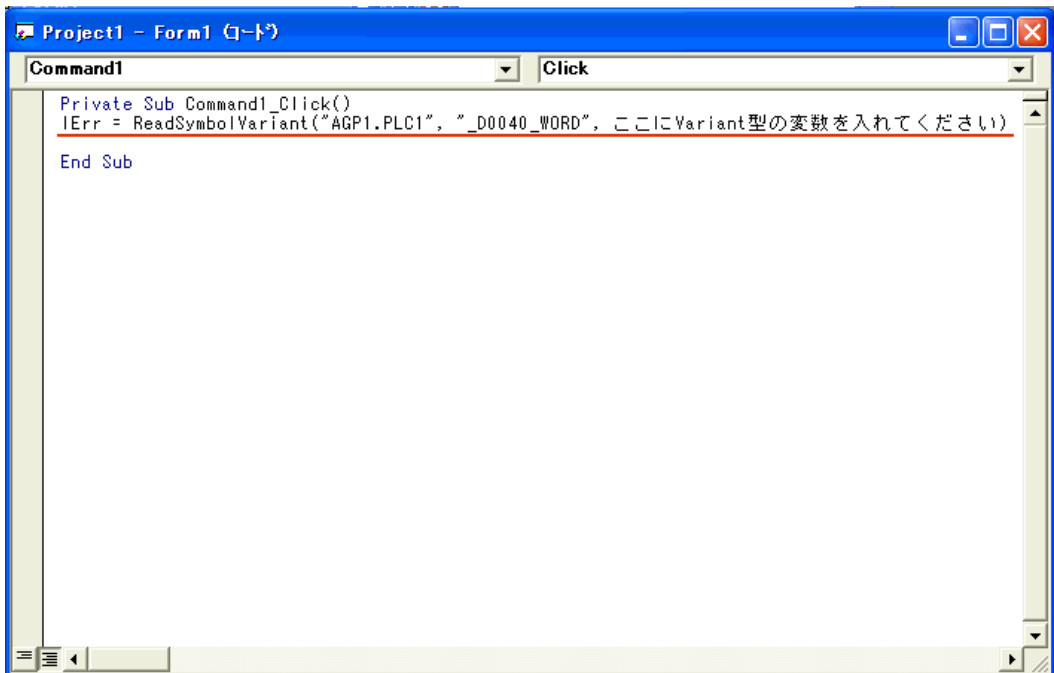 Project1 - Form1 (コード)
Command1 Click
Private Sub Command1_Click()
lErr = ReadSymbolVariant("AGP1.PLC1", "_D0040_WORD", ここにVariant型の変数を入れてください)
End Sub